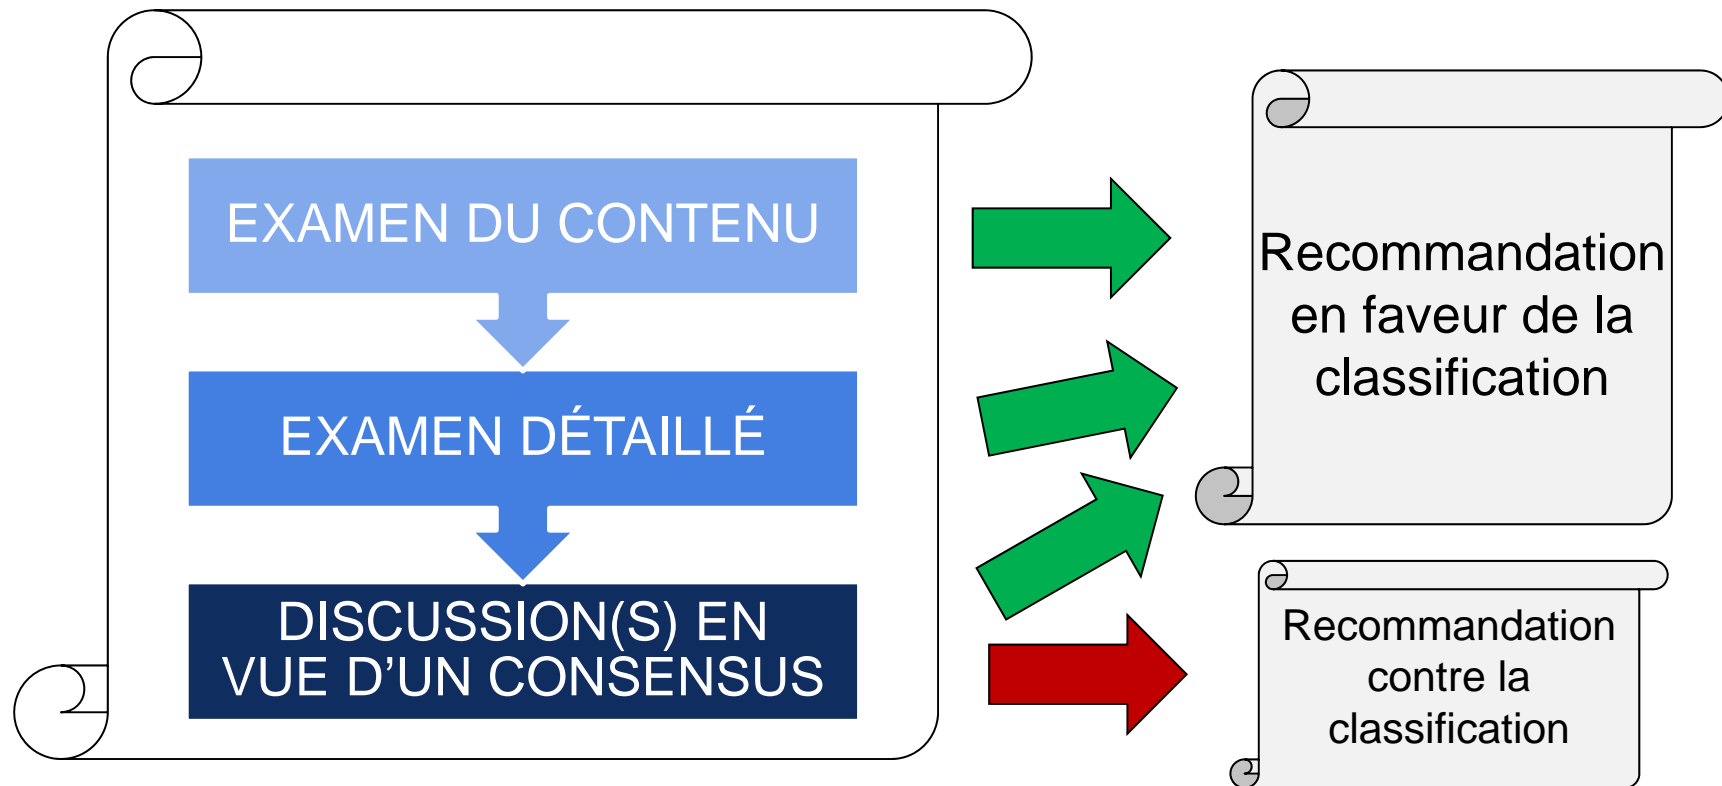 EXAMEN DU CONTENU
EXAMEN DÉTAILLÉ
DISCUSSION(S) EN
VUE D’UN CONSENSUS
Recommandation
en faveur de la
classification
Recommandation
contre la
classification